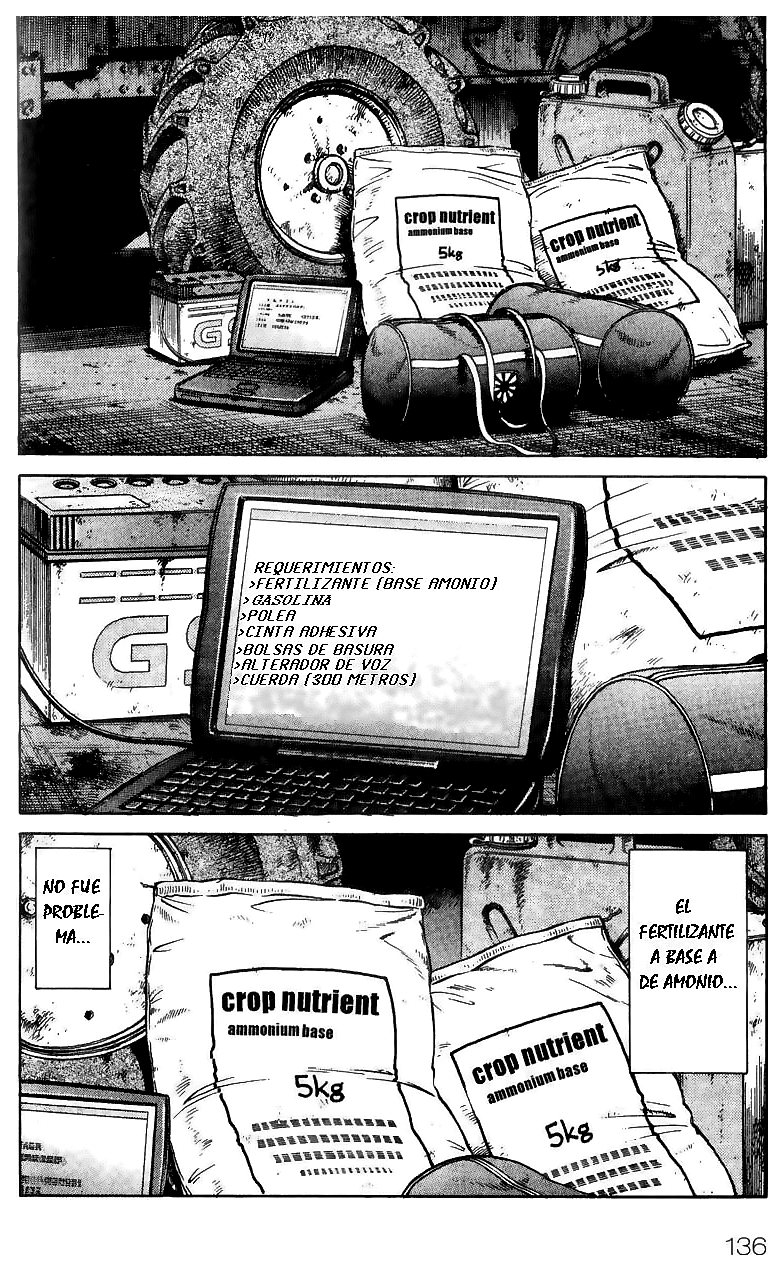 crop nutrient
ammonium base
5kg
crop nutrient
ammonium base
5kg
GS
REQUERIMIENTOS:
>FERTILIZANTE (BASE AMONIO)
>GASOLINA
>POLEA
>CINTA ADHESIVA
>BOLSAS DE BASURA
>ALTERADOR DE VOZ
>CUERDA (300 METROS)
GS
NO FUE
PROBLE-
MA...
EL
FERTILIZANTE
A BASE A
DE AMONIO...
crop nutrient
ammonium base
5kg
crop nutrient
ammonium base
5kg
136